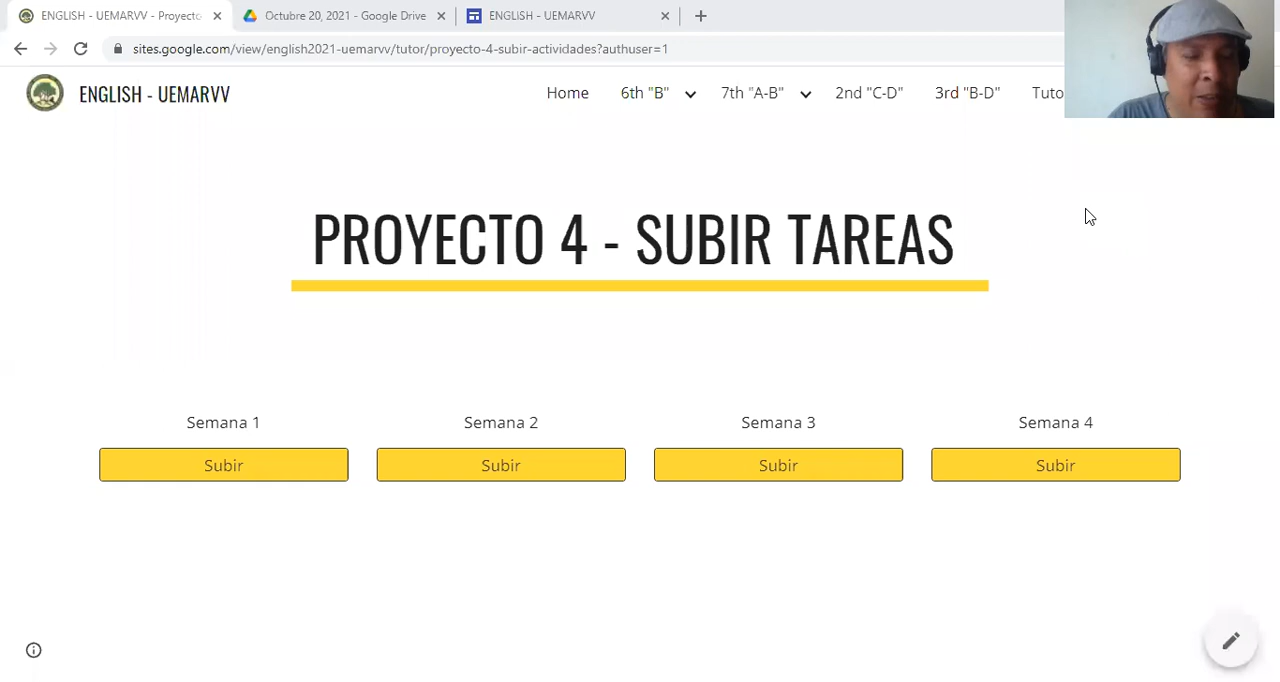 ENGLISH - UEMARVV - Proyecto
Octubre 20, 2021 - Google Drive
ENGLISH - UEMARVV
sites.google.com/view/english2021-uemarvv/tutor/proyecto-4-subir-actividades?authuser=1
ENGLISH - UEMARVV
Home
6th "B"
7th "A-B"
2nd "C-D"
3rd "B-D"
Tuto
PROYECTO 4 - SUBIR TAREAS
Semana 1
Semana 2
Semana 3
Semana 4
Subir
Subir
Subir
Subir